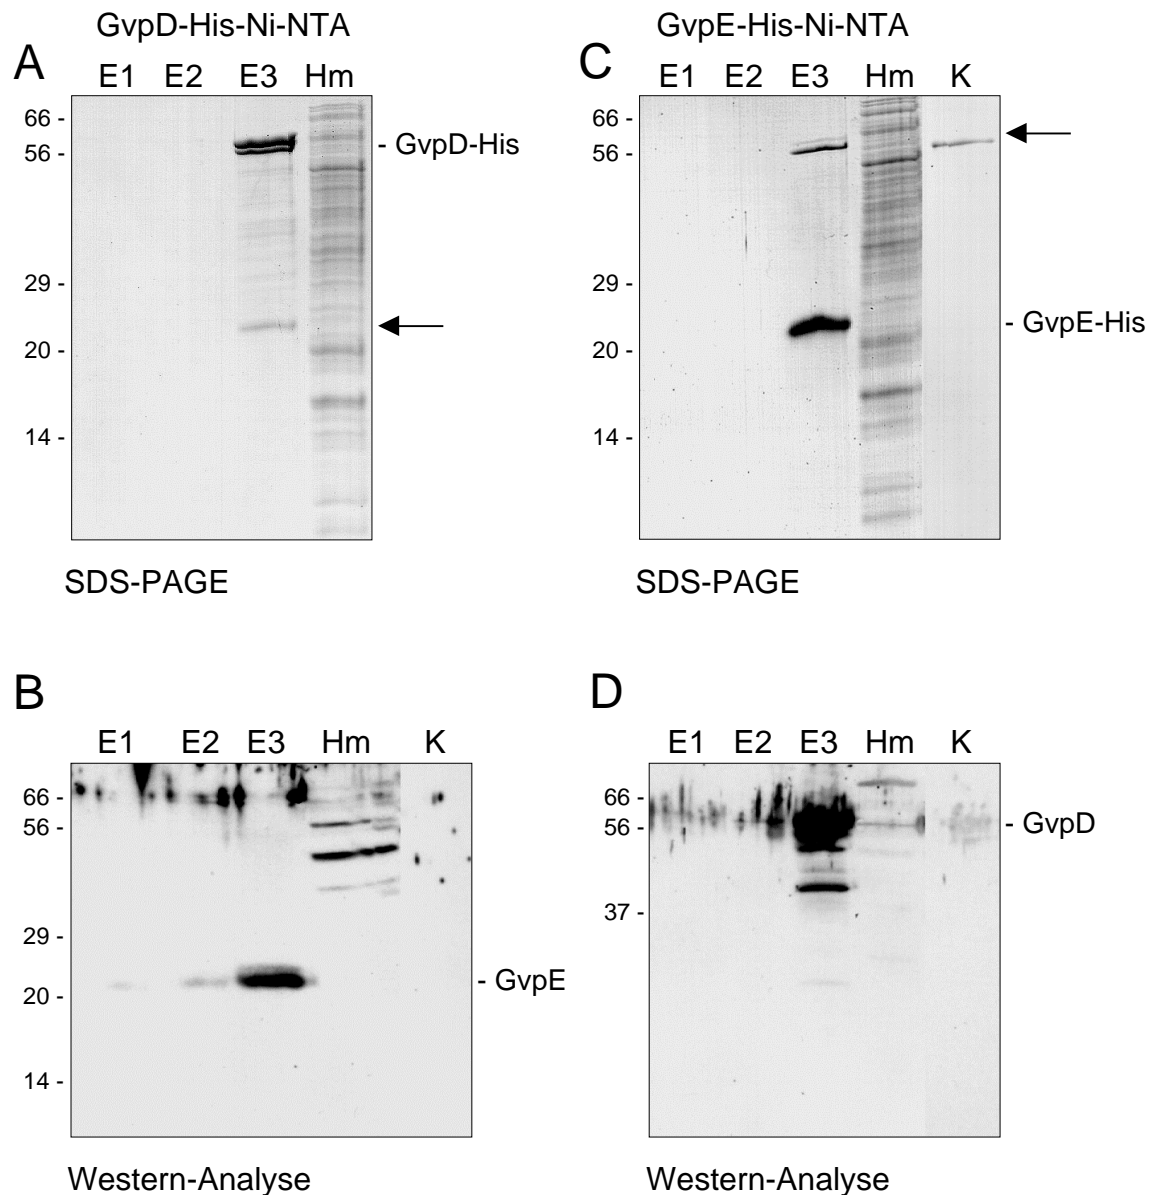 GvpD-His-Ni-NTA
A
E1 E2 E3 Hm
66 -
56 -
- GvpD-His
29 -
20 -
14 -
SDS-PAGE
GvpE-His-Ni-NTA
C
E1 E2 E3 Hm K
66 -
56 -
29 -
- GvpE-His
20 -
14 -
SDS-PAGE
B
E1 E2 E3 Hm K
66 -
56 -
29 -
- GvpE
20 -
14 -
Western-Analyse
D
E1 E2 E3 Hm K
66 -
56 -
- GvpD
37 -
Western-Analyse